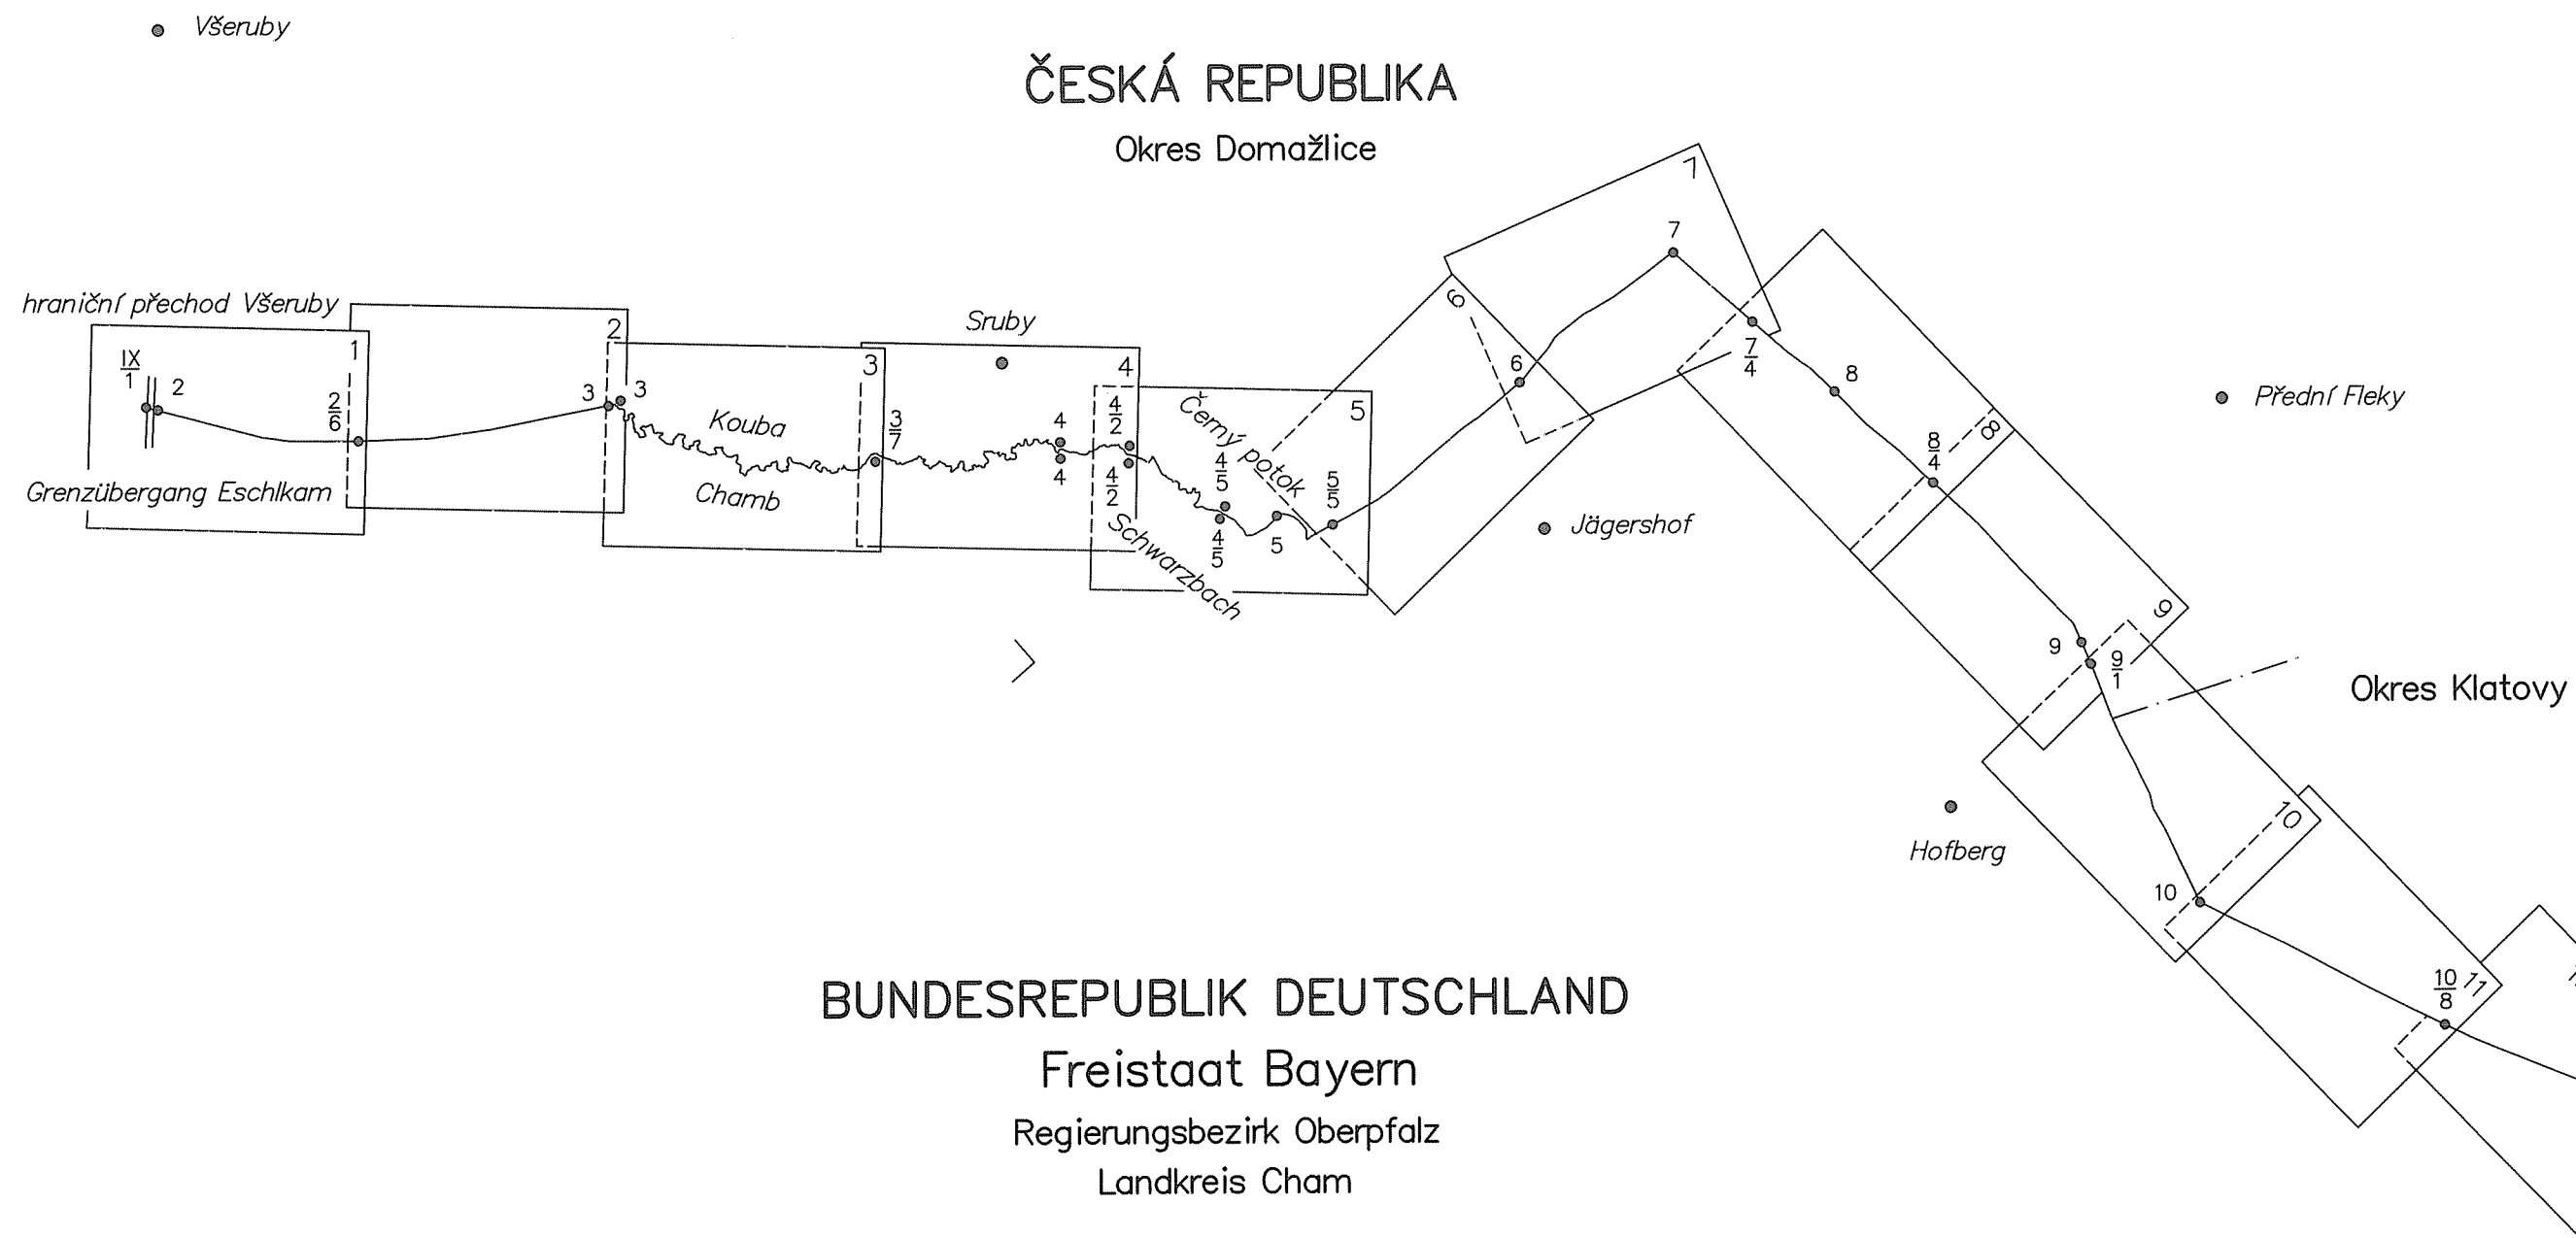 Všeruby
ČESKÁ REPUBLIKA
Okres Domažlice
hraniční přechod Všeruby
Grenzübergang Eschlkam
IX
1
2
1
2
6
3
2
3
Kouba
Chamb
3
3
7
Sruby
4
4
4
4
2
4
2
5
Černý potok
Schwarzbach
4
5
4
5
5
5
5
6
6
7
7
7
4
Jägershof
8
8
8
4
Přední Fleky
9
9
9
1
Okres Klatovy
Hofberg
10
10
10
8
11
BUNDESREPUBLIK DEUTSCHLAND
Freistaat Bayern
Regierungsbezirk Oberpfalz
Landkreis Cham